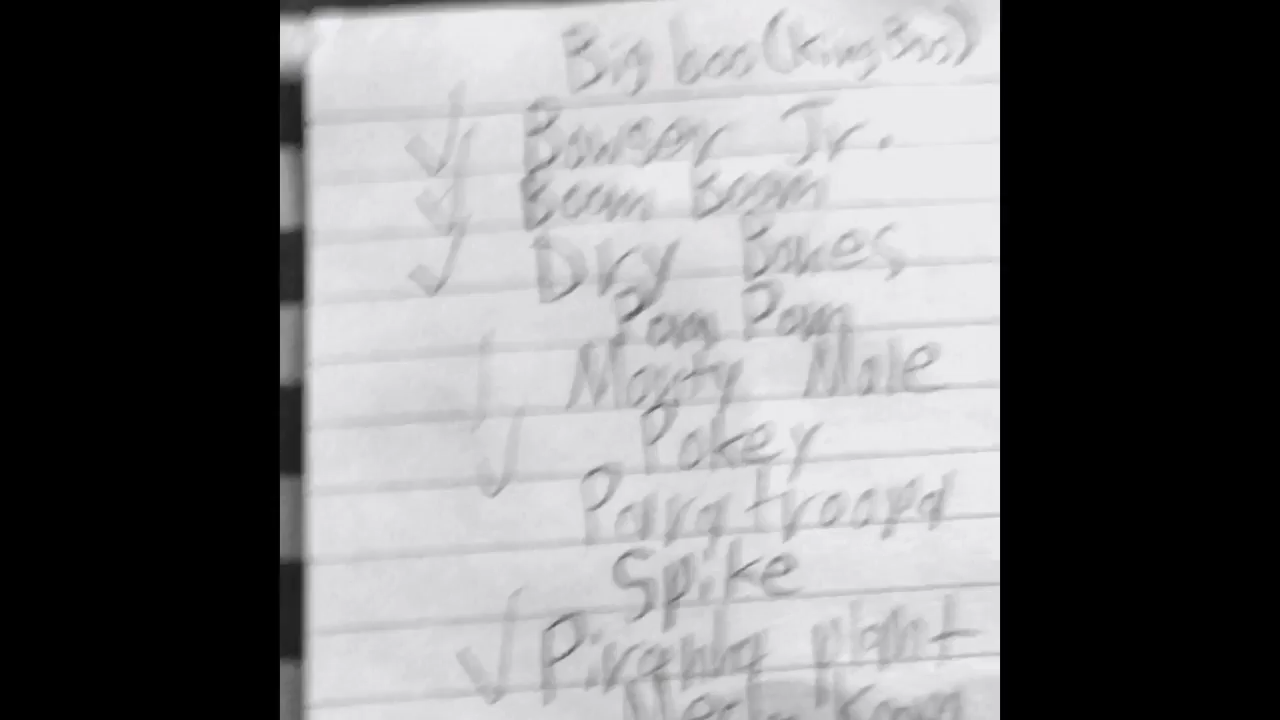 Big boo (King Boo)
✓ Bowser Jr.
✓ Boom Boom
✓ Dry Bones
Pom Pom
Monty Mole
✓ Pokey
Paratroopa
Spike
✓ Piranha plant